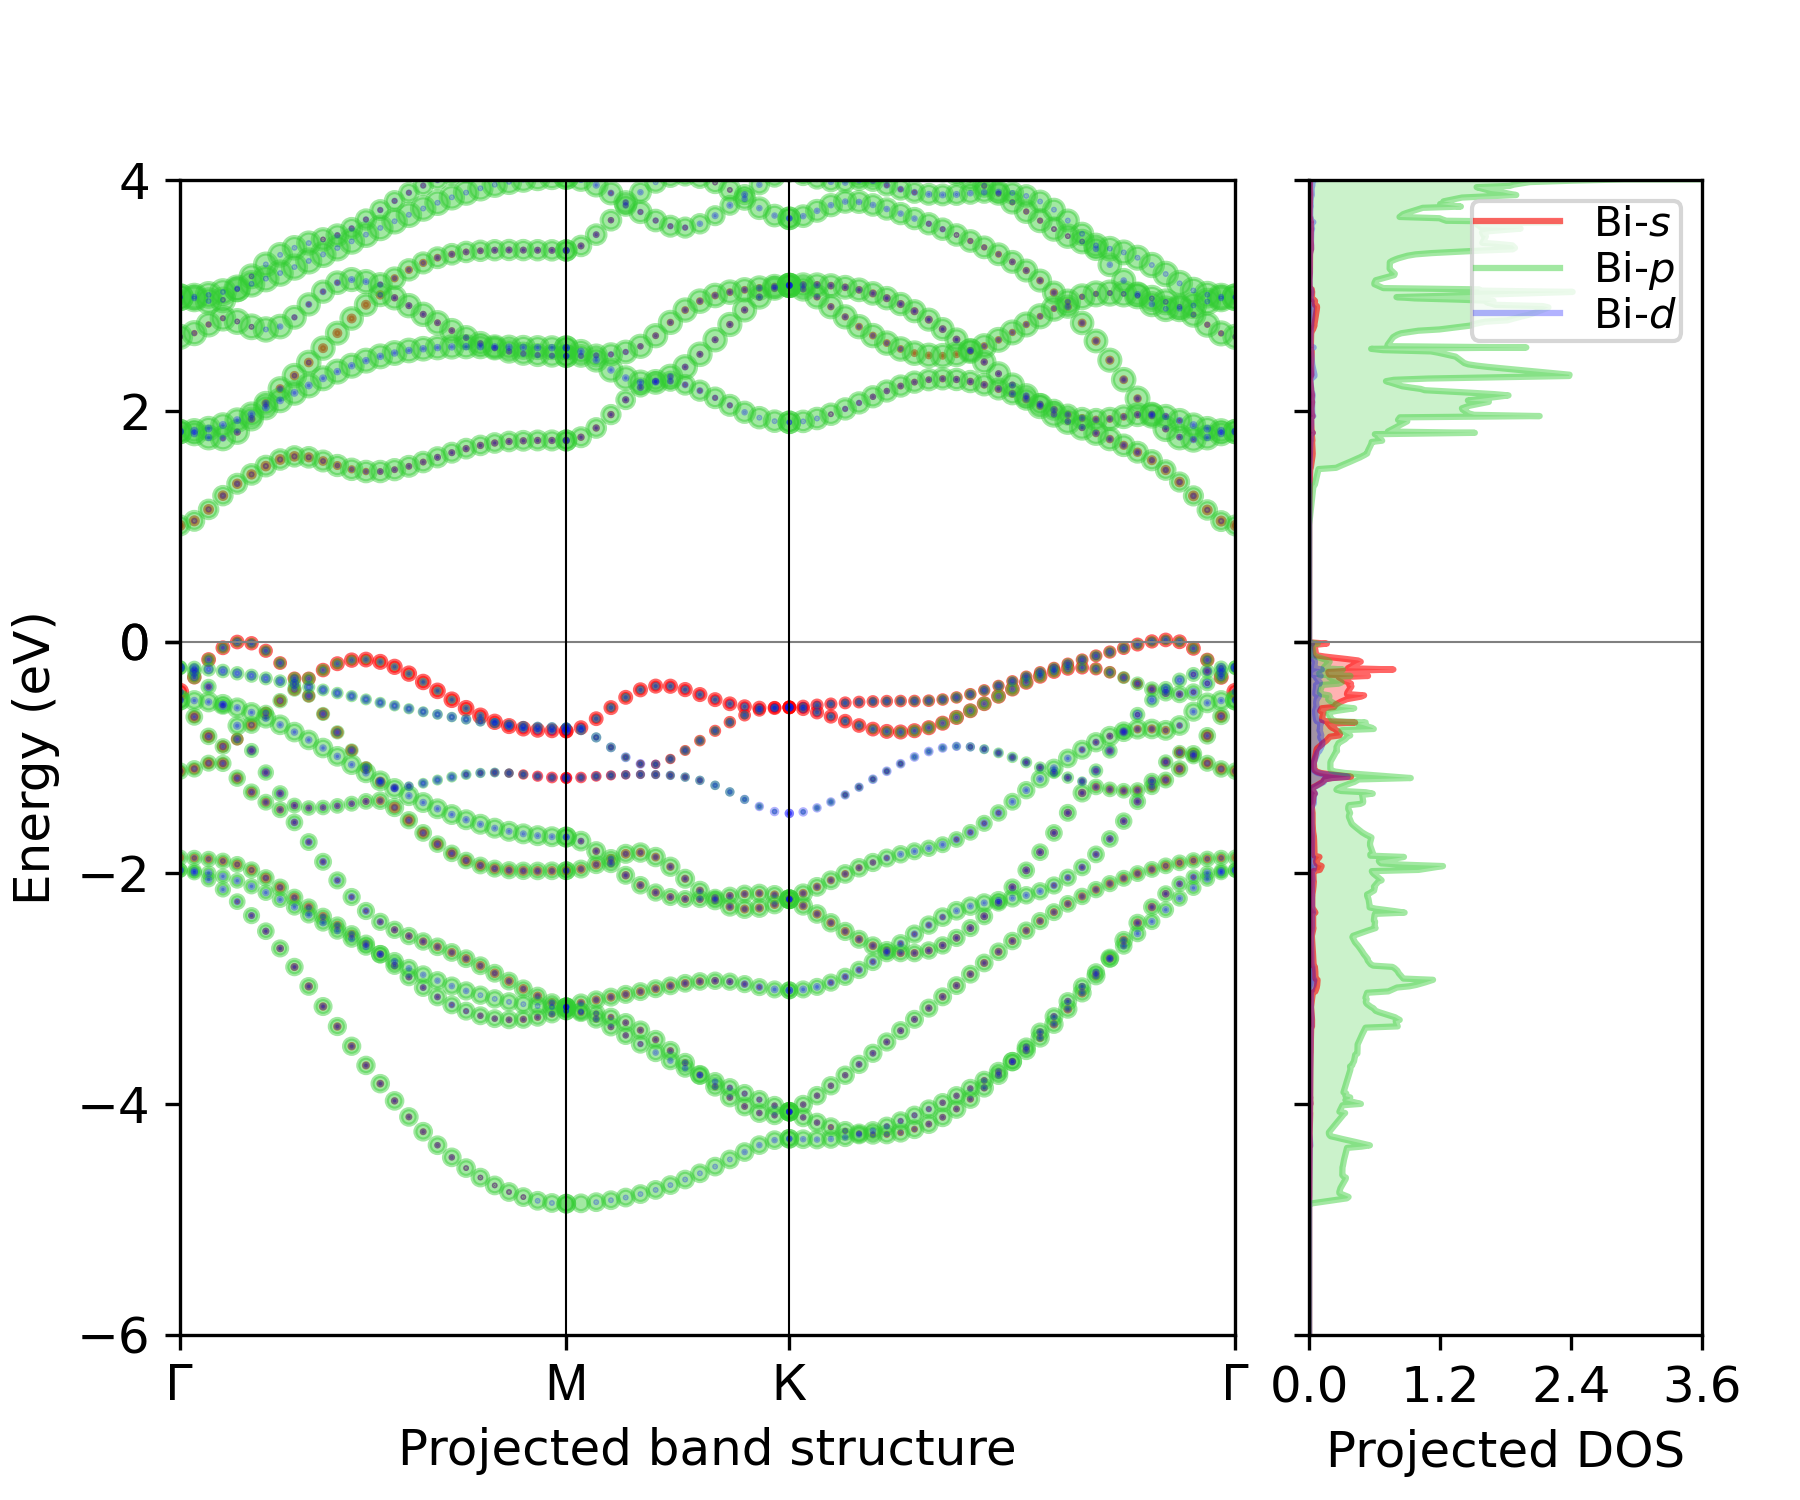 4
2
0
−2
−4
−6
Energy (eV)
Γ
M
K
Γ
Projected band structure
Bi-s
Bi-p
Bi-d
0.0
1.2
2.4
3.6
Projected DOS